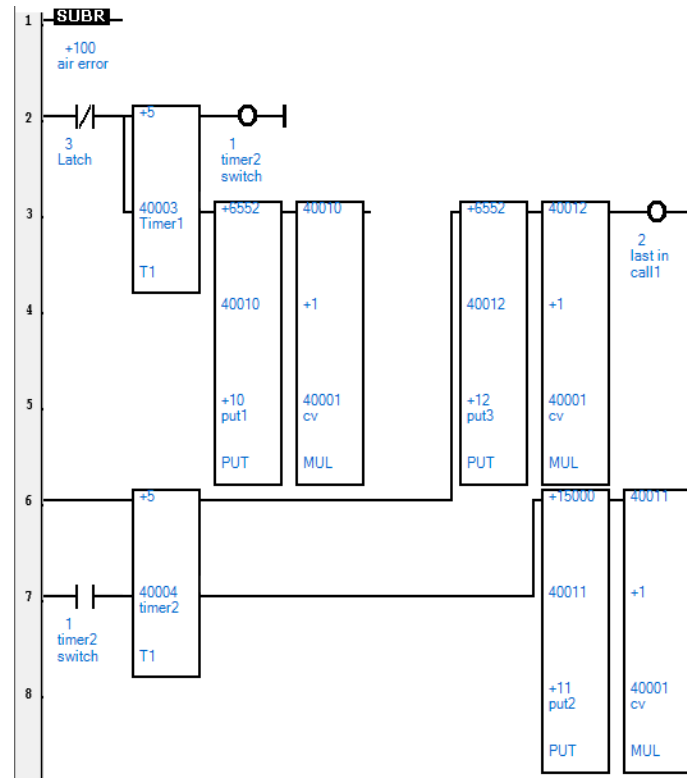 1 SUBR
+100
air error
2
+5
3
Latch
1
timer2
switch
3
40003
Timer1
T1
+6552
40010
+6552
40012
2
last in
call1
4
40010
+1
40012
+1
5
+10
put1
40001
cv
+12
put3
40001
cv
PUT
MUL
PUT
MUL
6
+5
+15000
40011
7
1
timer2
switch
40004
timer2
T1
40011
+1
8
+11
put2
40001
cv
PUT
MUL